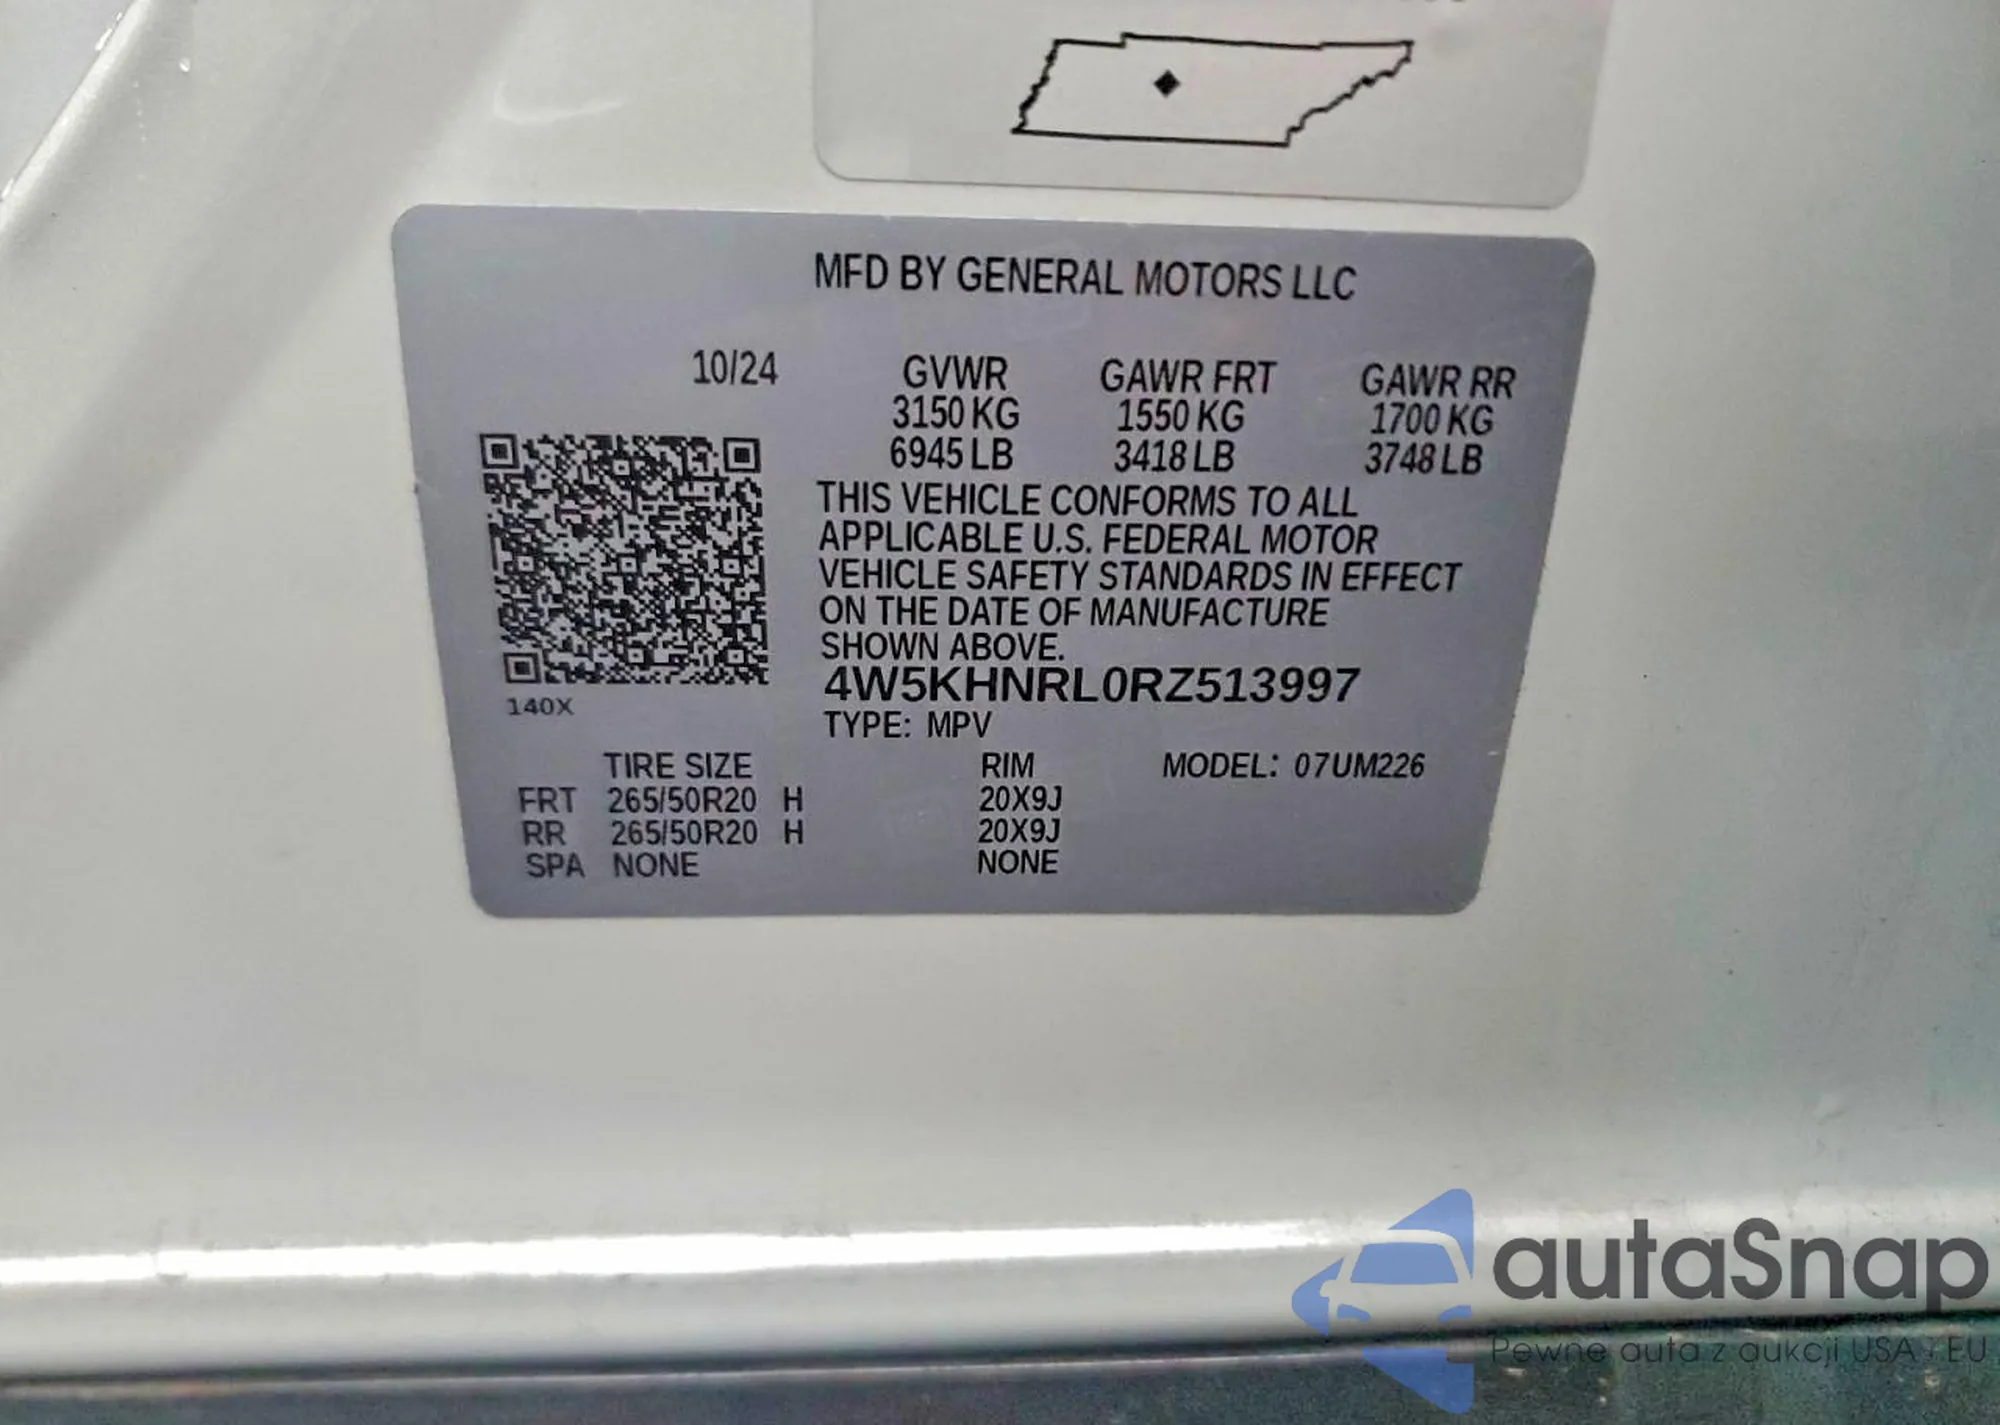 MFD BY GENERAL MOTORS LLC
10/24
GVWR GAWR FRT GAWR RR
3150 KG 1550 KG 1700 KG
6945 LB 3418 LB 3748 LB
THIS VEHICLE CONFORMS TO ALL
APPLICABLE U.S. FEDERAL MOTOR
VEHICLE SAFETY STANDARDS IN EFFECT
ON THE DATE OF MANUFACTURE
SHOWN ABOVE.
4W5KHNRL0RZ513997
140X
TYPE: MPV
TIRE SIZE RIM MODEL: 07UM226
FRT 265/50R20 H 20X9J
RR 265/50R20 H 20X9J
SPA NONE NONE
autaSnap
Pewne auta z aukcji USA i EU